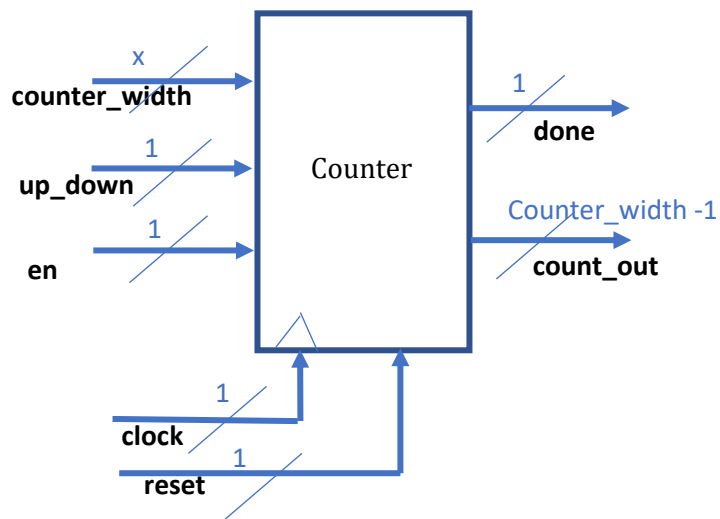 x
counter_width
1
up_down
1
en
Counter
1
done
Counter_width -1
count_out
1
clock
1
reset